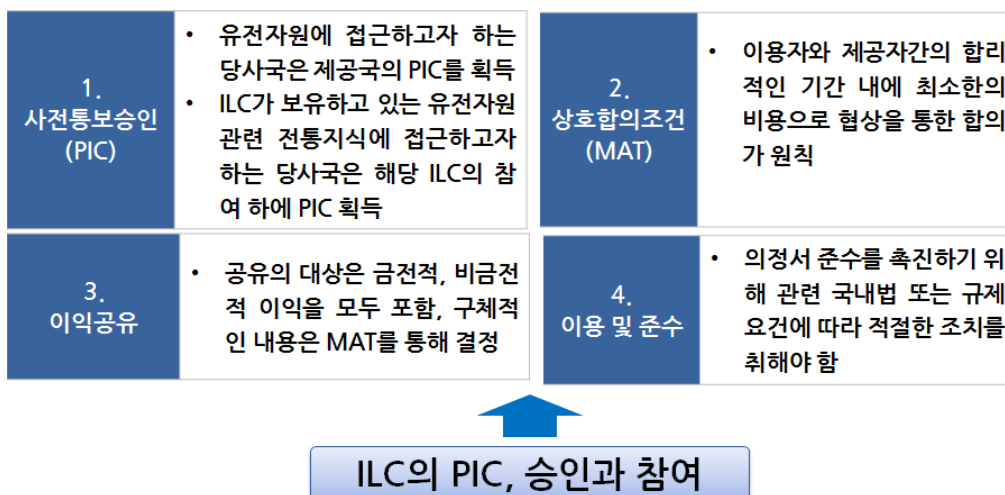 1.
사전통보승인
(PIC)
• 유전자원에 접근하고자 하는
당사국은 제공국의 PIC를 획득
• ILC가 보유하고 있는 유전자원
관련 전통지식에 접근하고자
하는 당사국은 해당 ILC의 참
여 하에 PIC 획득
2.
상호합의조건
(MAT)
• 이용자와 제공자간의 합리
적인 기간 내에 최소한의
비용으로 협상을 통한 합의
가 원칙
3.
이익공유
• 공유의 대상은 금전적, 비금전
적 이익을 모두 포함, 구체적
인 내용은 MAT를 통해 결정
4.
이용 및 준수
• 의정서 준수를 촉진하기 위
해 관련 국내법 또는 규제
요건에 따라 적절한 조치를
취해야 함
ILC의 PIC, 승인과 참여